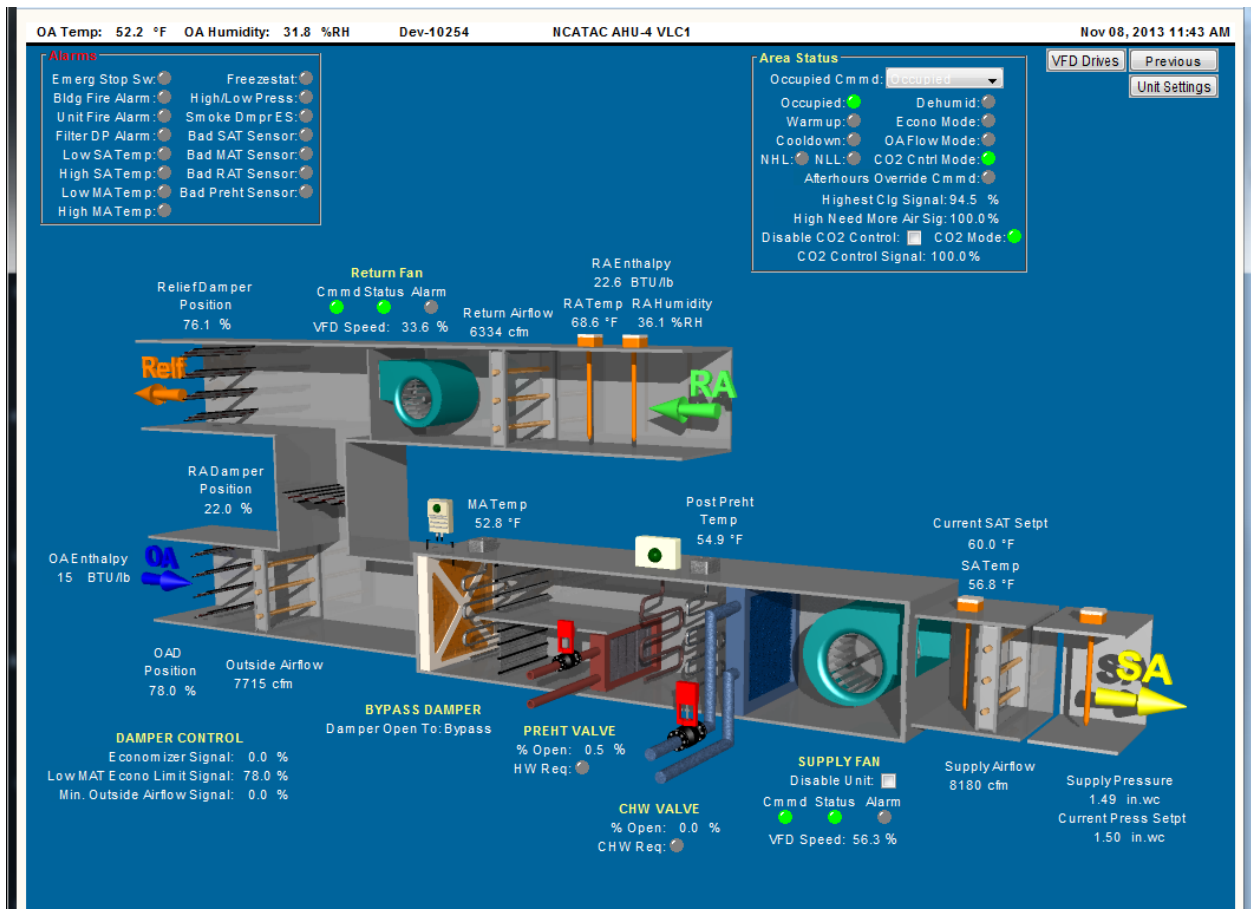 OA Temp: 52.2 °F OA Humidity: 31.8 %RH Dev-10254 NCATAC AHU-4 VLC1 Nov 08, 2013 11:43 AM
Alarms
Emerg Stop Sw: Freezestat:
Bldg Fire Alarm: High/Low Press:
Unit Fire Alarm: Smoke Dmpr ES:
Filter DP Alarm: Bad SAT Sensor:
Low SA Temp: Bad MAT Sensor:
High SA Temp: Bad RAT Sensor:
Low MA Temp: Bad Preht Sensor:
High MA Temp:
Area Status
Occupied Cmmd: Occupied
Occupied: Dehumid:
Warmup: Econo Mode:
Cooldown: OA Flow Mode:
NHL: NLL: CO2 Cntrl Mode:
Afterhours Override Cmmd:
Highest Clg Signal: 94.5 %
High Need More Air Sig: 100.0 %
Disable CO2 Control: CO2 Mode:
CO2 Control Signal: 100.0 %
VFD Drives Previous
Unit Settings
Relief Damper
Position
76.1 %
Return Fan
Cmmd Status Alarm
VFD Speed: 33.6 %
Return Airflow
6334 cfm
RA Enthalpy
22.6 BTU/lb
RA Temp RA Humidity
68.6 °F 36.1 %RH
Relf
RA
RA Damper
Position
22.0 %
MA Temp
52.8 °F
Post Preht
Temp
54.9 °F
Current SAT Setpt
60.0 °F
SA Temp
56.8 °F
OA Enthalpy
15 BTU/lb
OA
SA
OAD
Position
78.0 %
Outside Airflow
7715 cfm
BYPASS DAMPER
Damper Open To: Bypass
PREHT VALVE
% Open: 0.5 %
HW Req:
DAMPER CONTROL
Economizer Signal: 0.0 %
Low MAT Econo Limit Signal: 78.0 %
Min. Outside Airflow Signal: 0.0 %
CHW VALVE
% Open: 0.0 %
CHW Req:
SUPPLY FAN
Disable Unit:
Cmmd Status Alarm
VFD Speed: 56.3 %
Supply Airflow
8180 cfm
Supply Pressure
1.49 in.wc
Current Press Setpt
1.50 in.wc